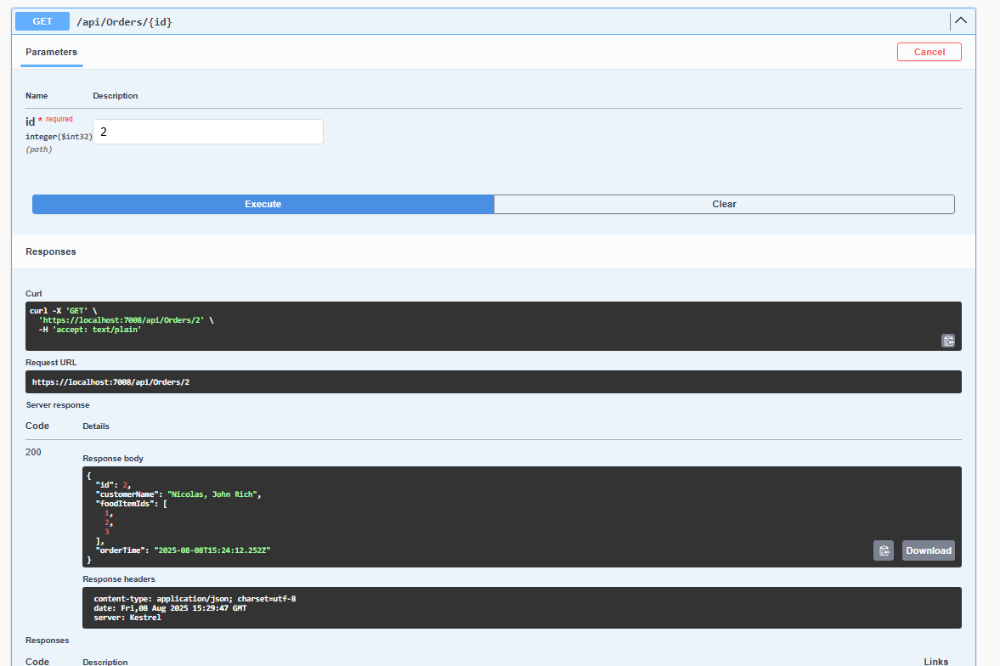 GET /api/Orders/{id}
Parameters
Cancel
Name Description
id * required
integer($int32)
(path)
2
Execute Clear
Responses
Curl
curl -X 'GET' \
'https://localhost:7008/api/Orders/2' \
-H 'accept: text/plain'
Request URL
https://localhost:7008/api/Orders/2
Server response
Code Details
200
Response body
{
"id": 2,
"customerName": "Nicolas, John Rich",
"foodItemIds": [
1,
2,
3
],
"orderTime": "2025-08-08T15:24:12.252Z"
}
Download
Response headers
content-type: application/json; charset=utf-8
date: Fri,08 Aug 2025 15:29:47 GMT
server: Kestrel
Responses
Code Description Links